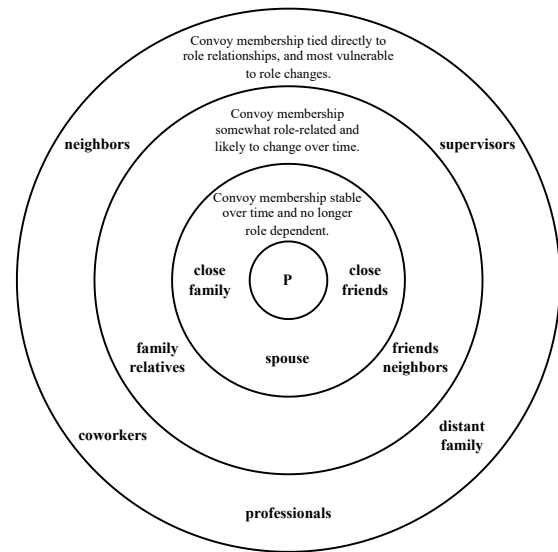 Convoy membership tied directly to
role relationships, and most vulnerable
to role changes.
neighbors
supervisors
Convoy membership
somewhat role-related and
likely to change over time.
Convoy membership stable
over time and no longer
role dependent.
close
family
P
close
friends
spouse
family
relatives
friends
neighbors
coworkers
distant
family
professionals